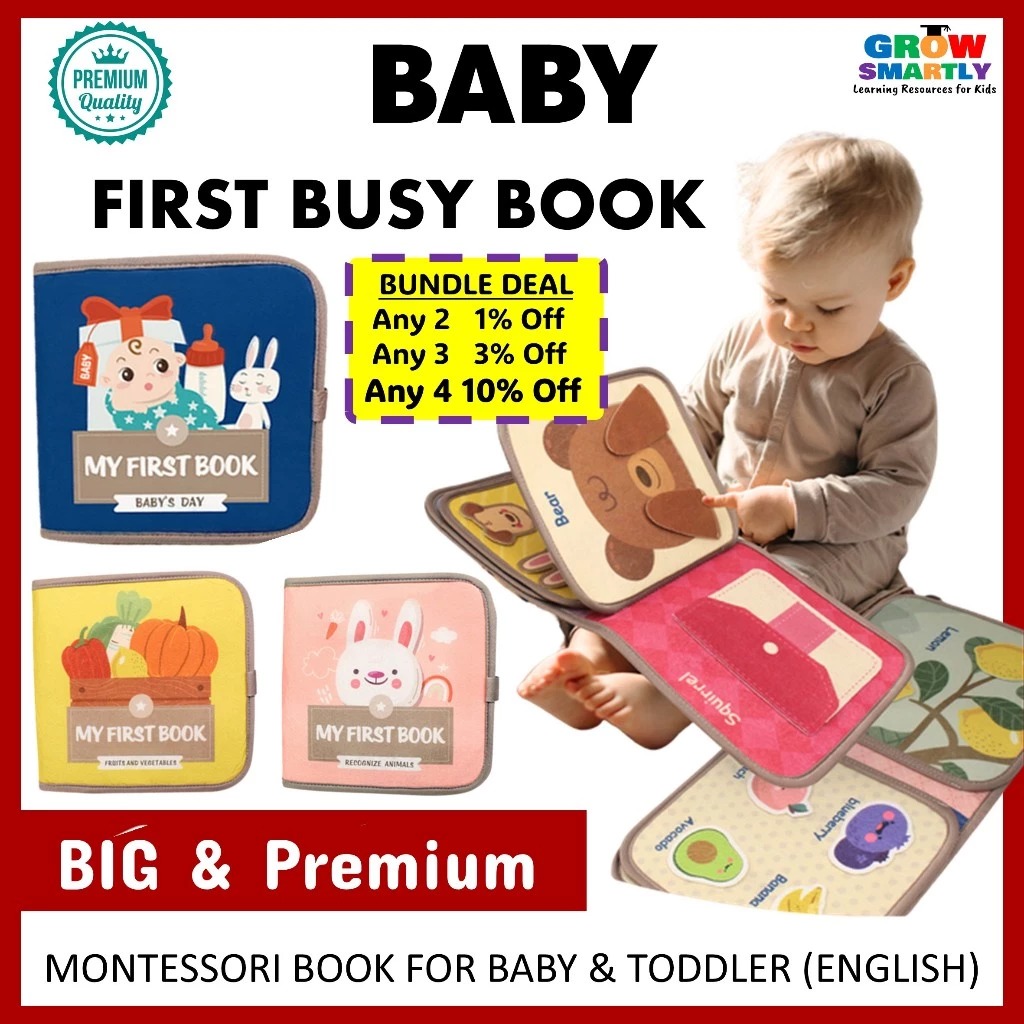 PREMIUM
Quality
BABY
GROW
SMARTLY
Learning Resources for Kids
FIRST BUSY BOOK
BUNDLE DEAL
Any 2 1% Off
Any 3 3% Off
Any 4 10% Off
BABY
MY FIRST BOOK
BABY'S DAY
Bear
MY FIRST BOOK
FRUITS AND VEGETABLES
MY FIRST BOOK
RECOGNIZE ANIMALS
Squirrel
Lemon
blueberry
Avocado
Banana
BIG & Premium
MONTESSORI BOOK FOR BABY & TODDLER (ENGLISH)